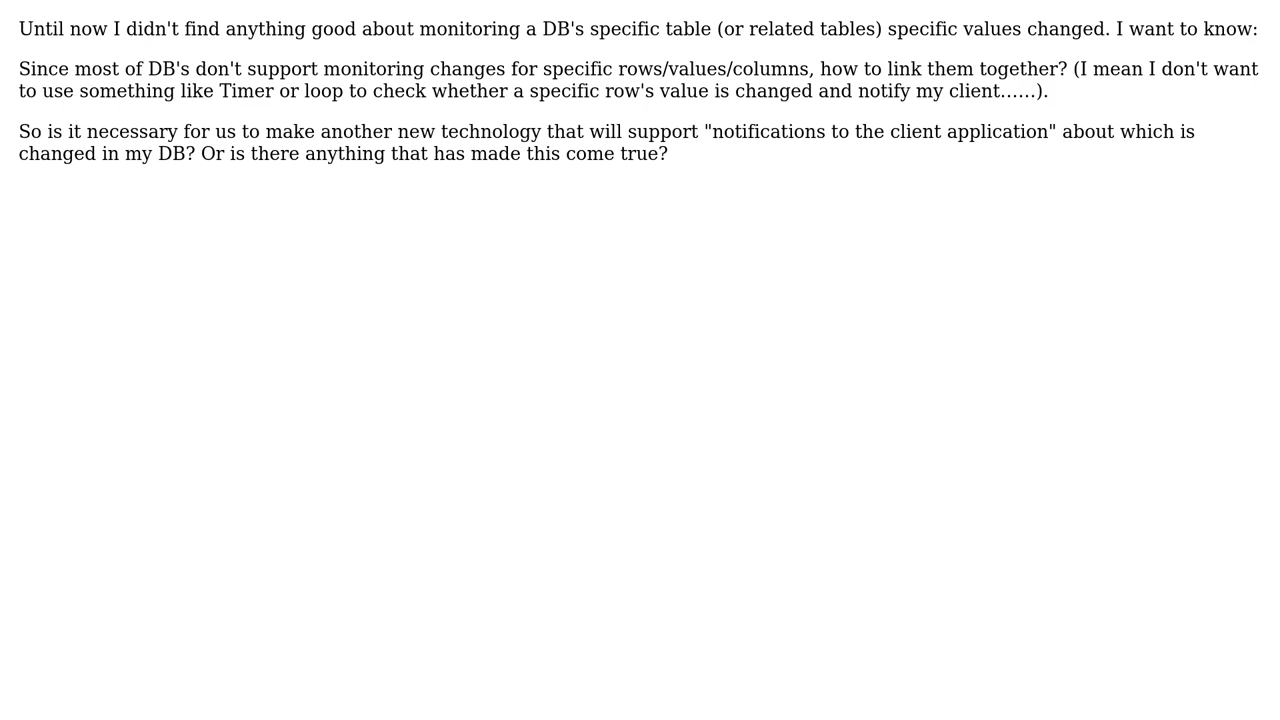 Until now I didn't find anything good about monitoring a DB's specific table (or related tables) specific values changed. I want to know:
Since most of DB's don't support monitoring changes for specific rows/values/columns, how to link them together? (I mean I don't want
to use something like Timer or loop to check whether a specific row's value is changed and notify my client……).
So is it necessary for us to make another new technology that will support "notifications to the client application" about which is
changed in my DB? Or is there anything that has made this come true?